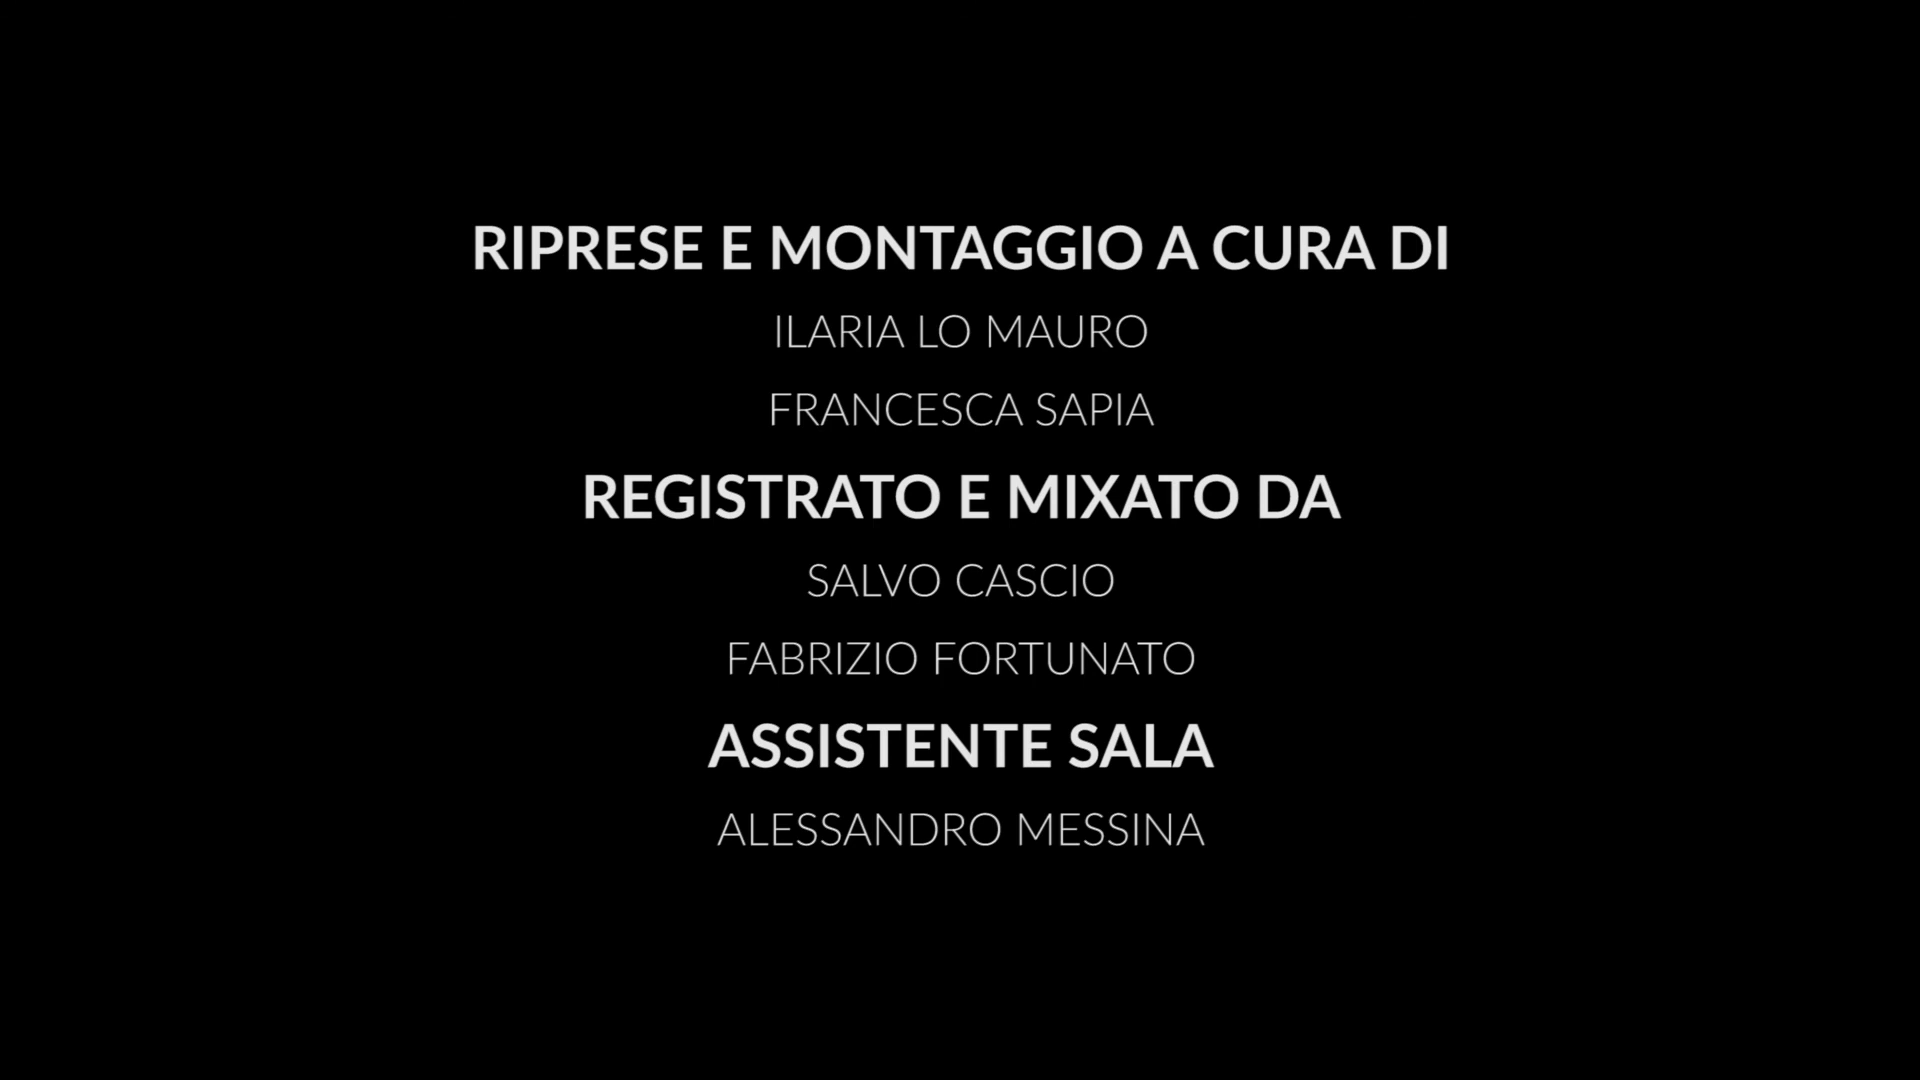 RIPRESE E MONTAGGIO A CURA DI
ILARIA LO MAURO
FRANCESCA SAPIA
REGISTRATO E MIXATO DA
SALVO CASCIO
FABRIZIO FORTUNATO
ASSISTENTE SALA
ALESSANDRO MESSINA